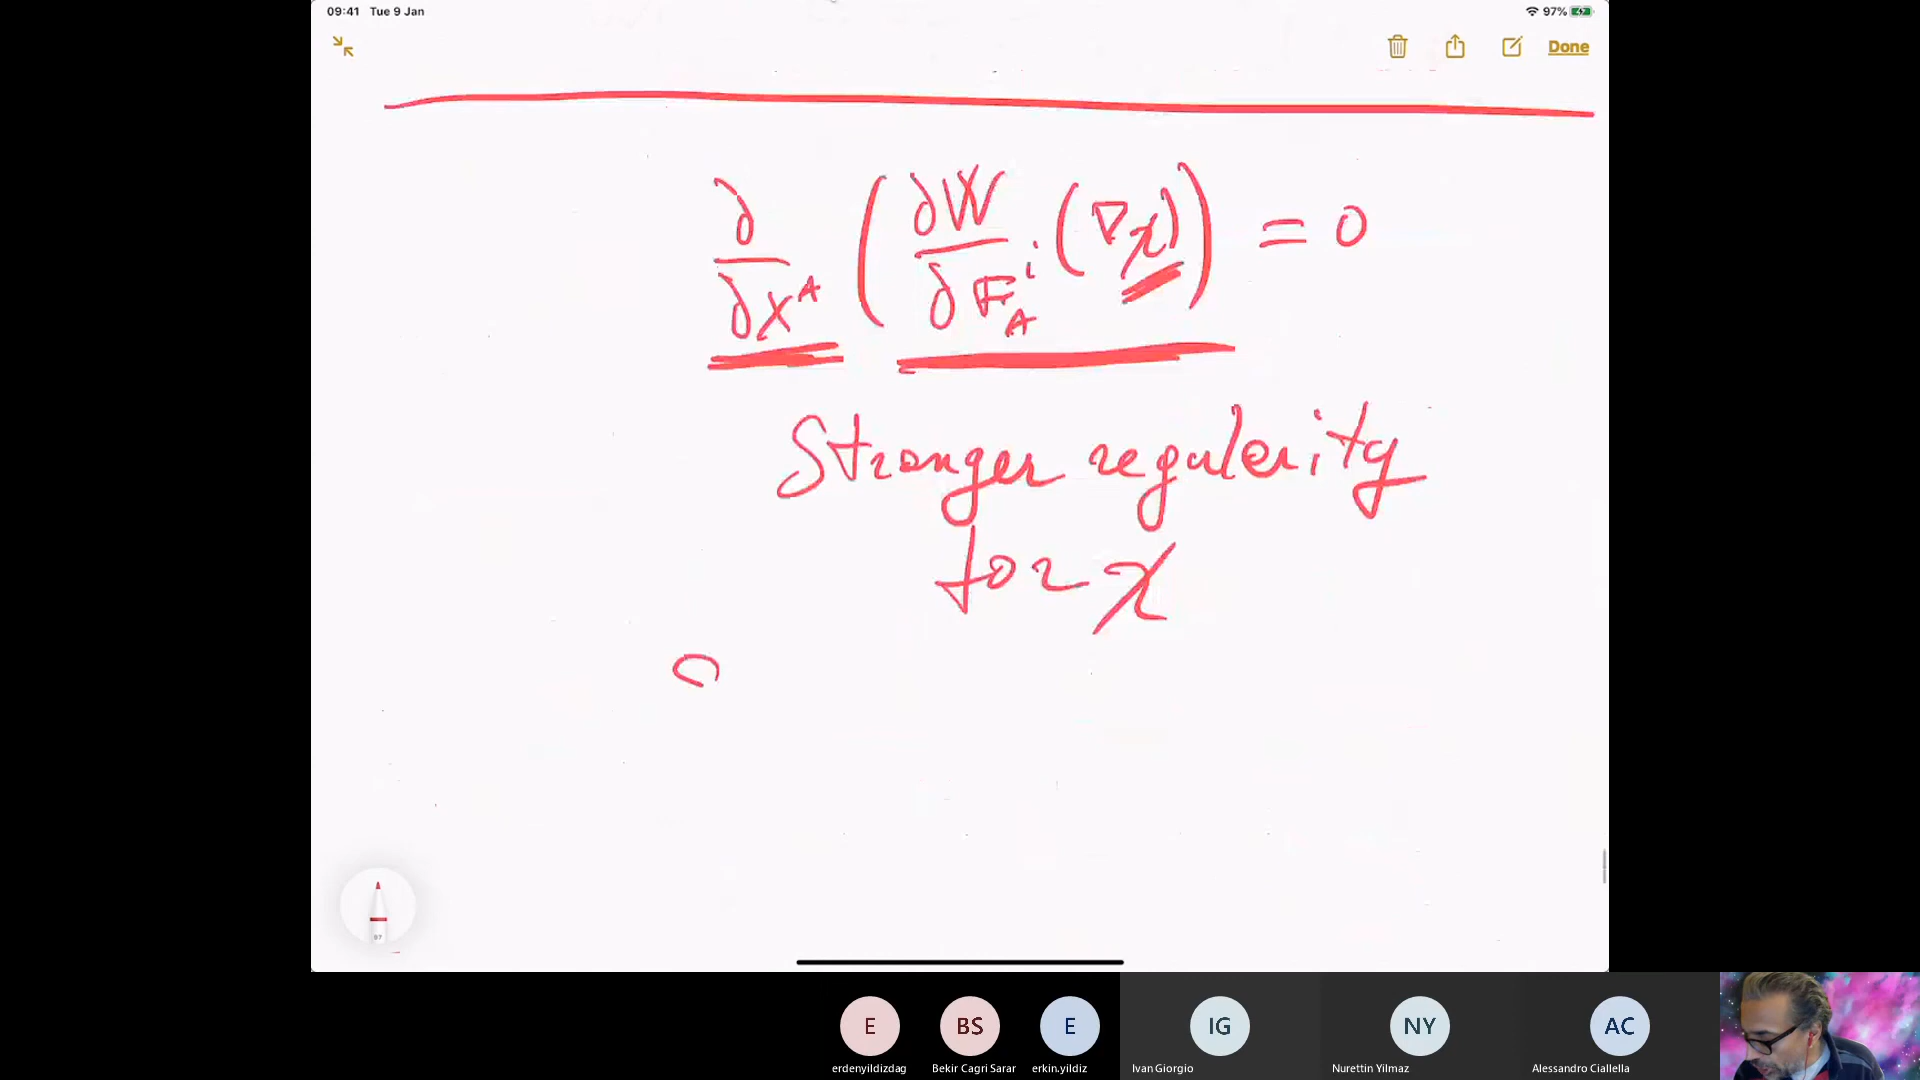 09:41 Tue 9 Jan
97%
Done
∂/∂X^A (∂W/∂F^i_A (∇χ)) = 0
Stronger regularity
for χ
97
E BS E IG NY AC
erdenyildizdag Bekir Cagri Sarar erkin.yildiz Ivan Giorgio Nurettin Yilmaz Alessandro Ciallella